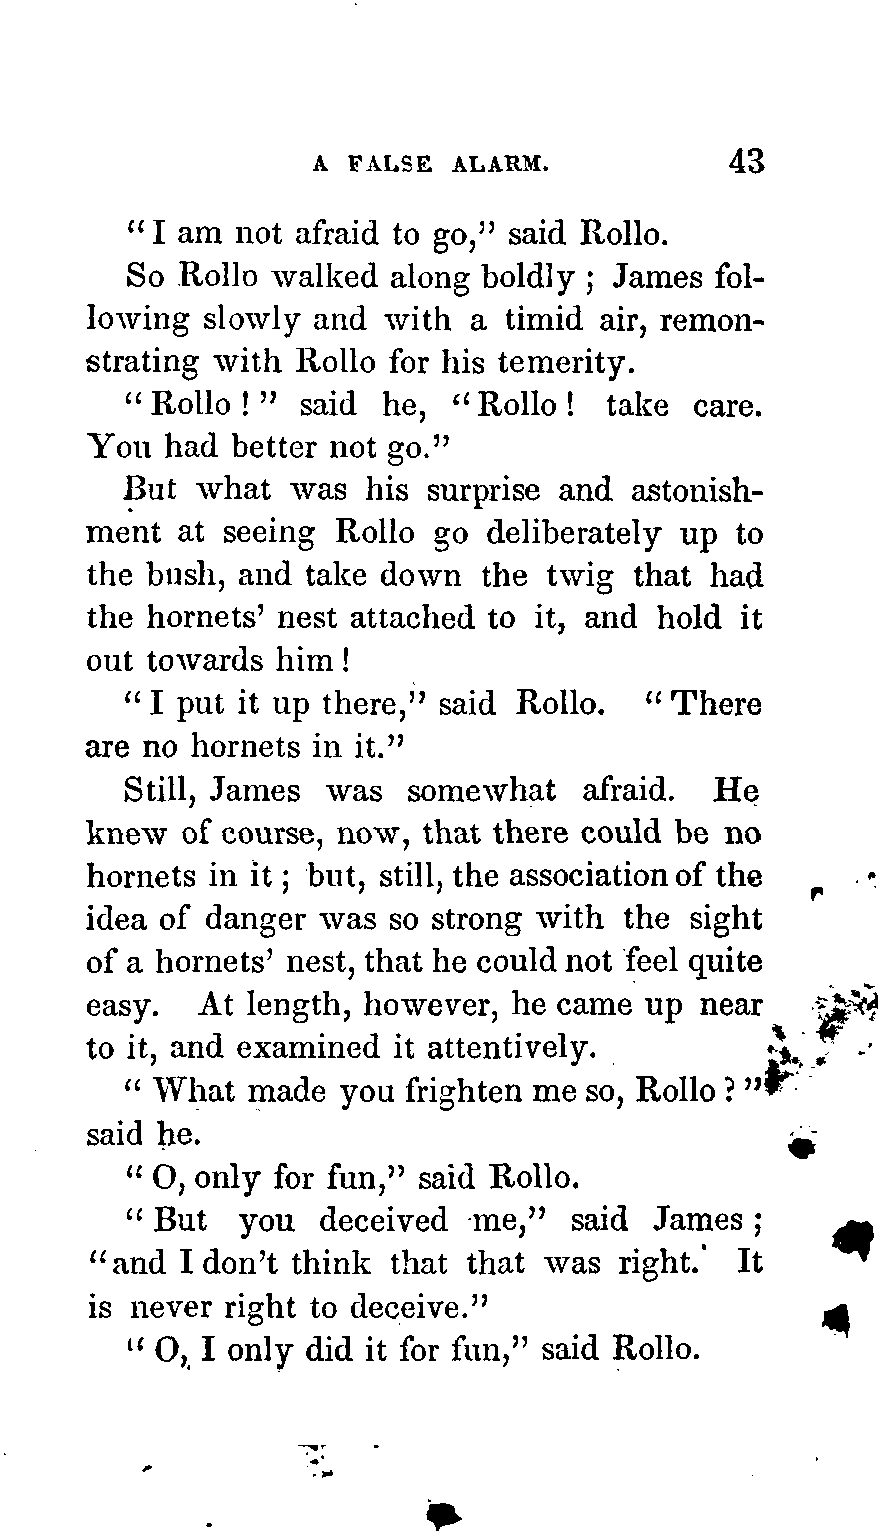 A FALSE ALARM. 43
"I am not afraid to go," said Rollo.
So Rollo walked along boldly ; James fol-
lowing slowly and with a timid air, remon-
strating with Rollo for his temerity.
"Rollo ! " said he, "Rollo ! take care.
You had better not go."
But what was his surprise and astonish-
ment at seeing Rollo go deliberately up to
the bush, and take down the twig that had
the hornets' nest attached to it, and hold it
out towards him !
"I put it up there," said Rollo. "There
are no hornets in it."
Still, James was somewhat afraid. He
knew of course, now, that there could be no
hornets in it ; but, still, the association of the
idea of danger was so strong with the sight
of a hornets' nest, that he could not feel quite
easy. At length, however, he came up near
to it, and examined it attentively.
"What made you frighten me so, Rollo ? "
said he.
"O, only for fun," said Rollo.
"But you deceived me," said James ;
"and I don't think that that was right. It
is never right to deceive."
"O, I only did it for fun," said Rollo.